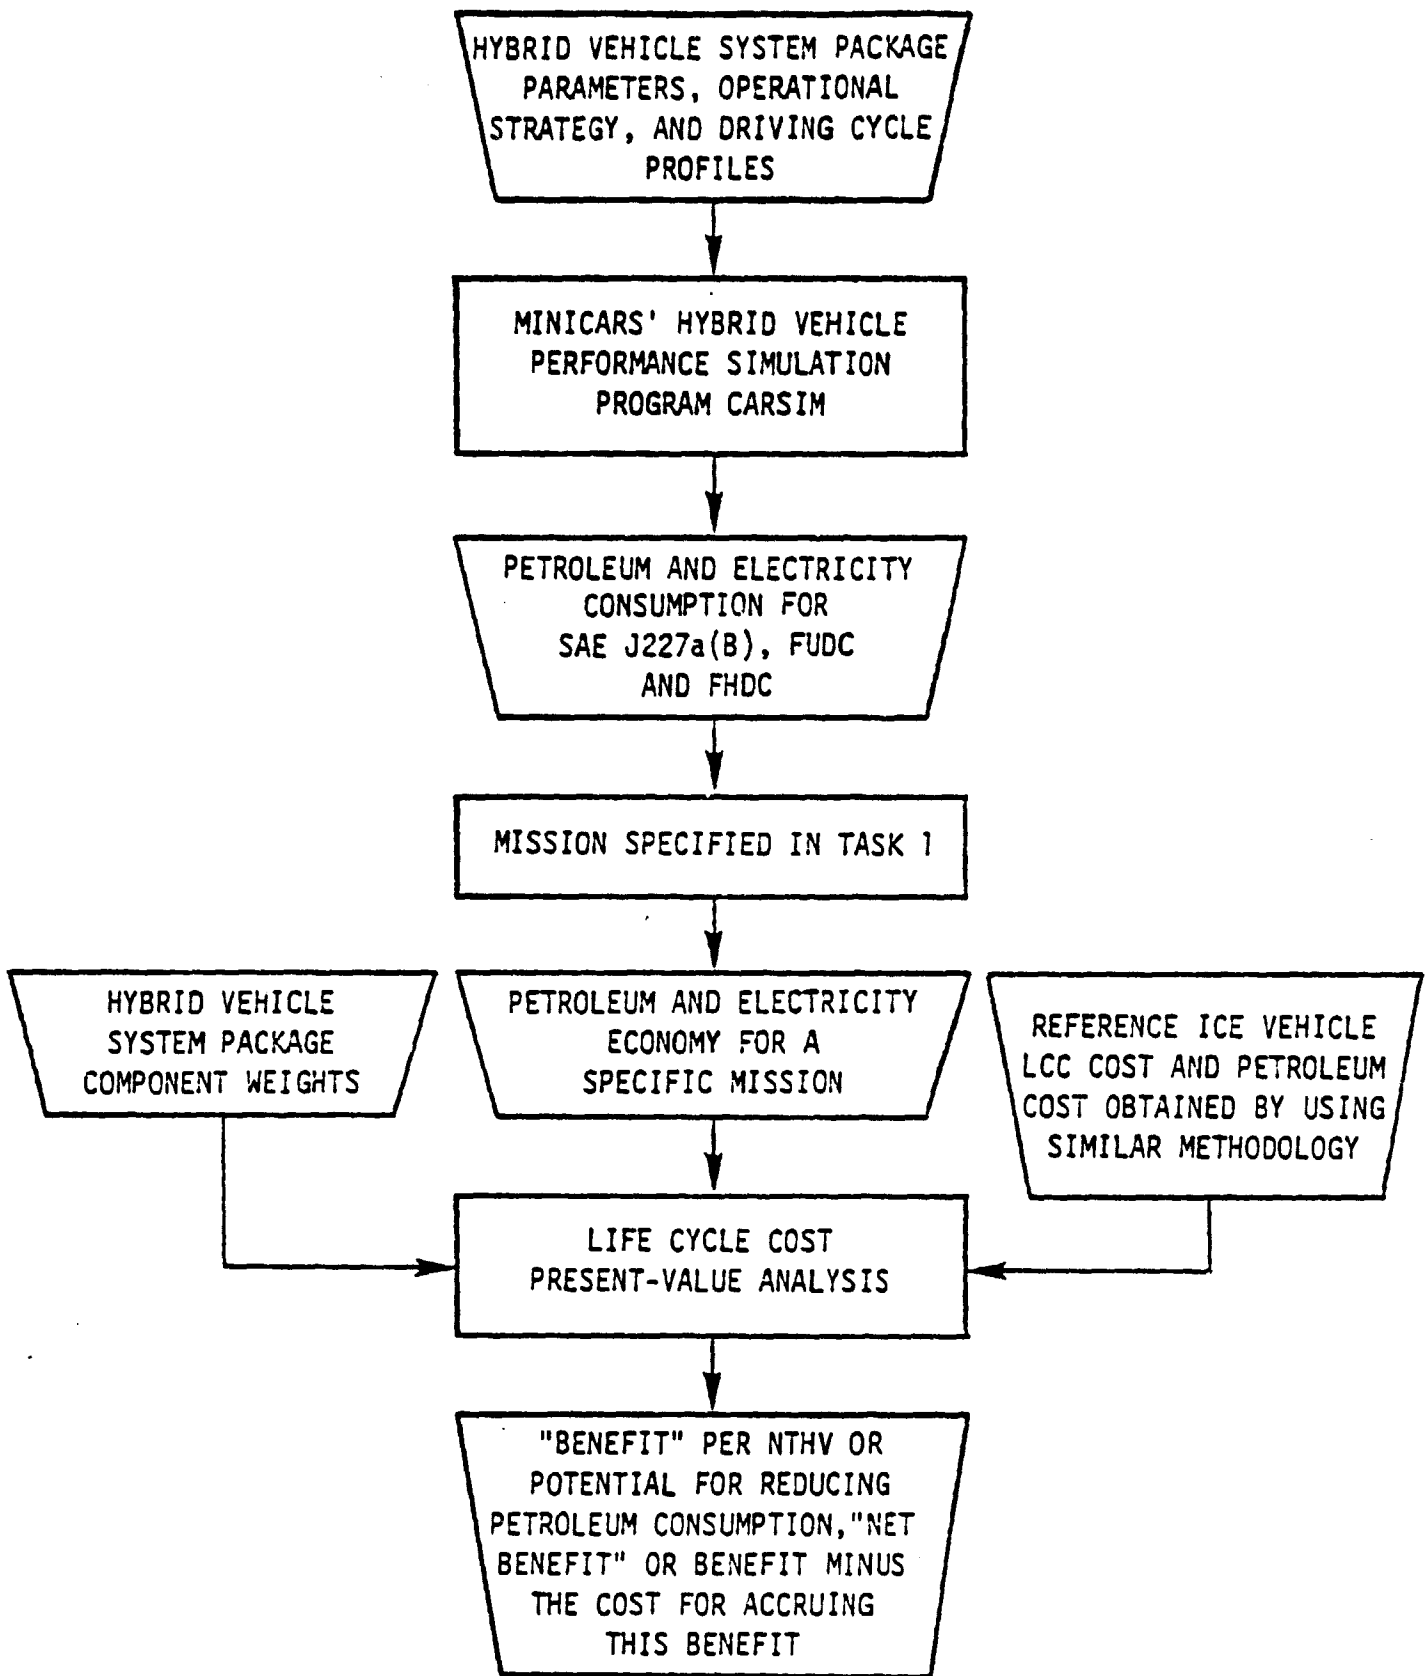 HYBRID VEHICLE SYSTEM PACKAGE
PARAMETERS, OPERATIONAL
STRATEGY, AND DRIVING CYCLE
PROFILES
MINICARS' HYBRID VEHICLE
PERFORMANCE SIMULATION
PROGRAM CARSIM
PETROLEUM AND ELECTRICITY
CONSUMPTION FOR
SAE J227a(B), FUDC
AND FHDC
MISSION SPECIFIED IN TASK 1
HYBRID VEHICLE
SYSTEM PACKAGE
COMPONENT WEIGHTS
PETROLEUM AND ELECTRICITY
ECONOMY FOR A
SPECIFIC MISSION
REFERENCE ICE VEHICLE
LCC COST AND PETROLEUM
COST OBTAINED BY USING
SIMILAR METHODOLOGY
LIFE CYCLE COST
PRESENT-VALUE ANALYSIS
"BENEFIT" PER NTHV OR
POTENTIAL FOR REDUCING
PETROLEUM CONSUMPTION,"NET
BENEFIT" OR BENEFIT MINUS
THE COST FOR ACCRUING
THIS BENEFIT